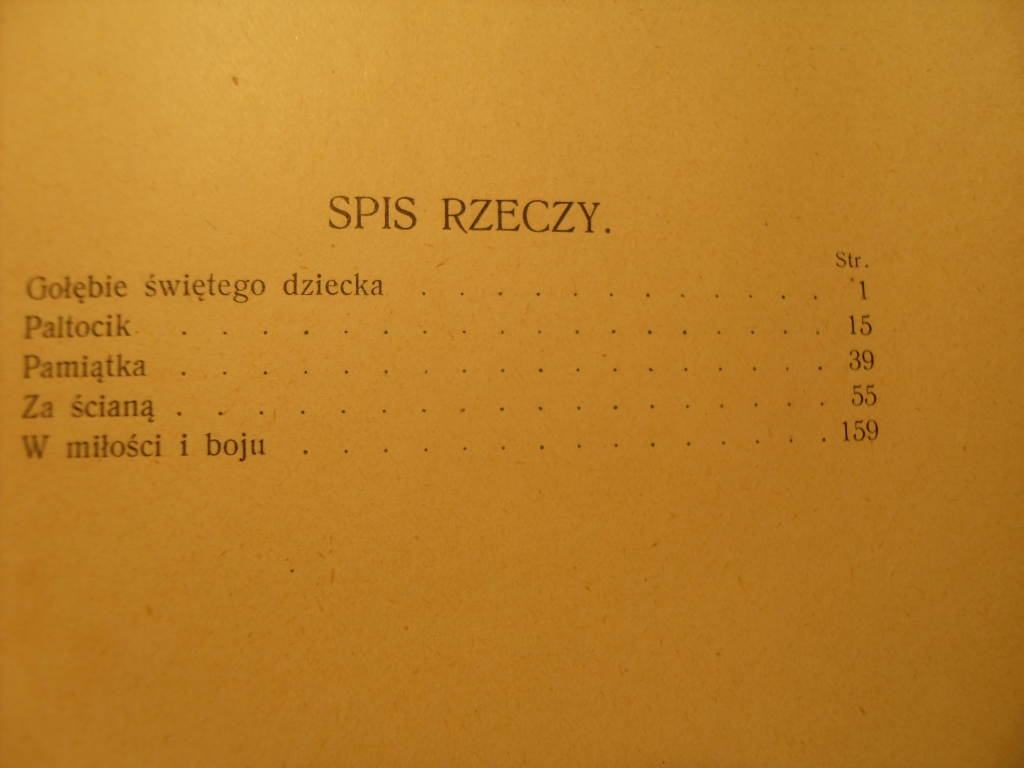 SPIS RZECZY.
Str.
Gołębie świętego dziecka . . . . . . . . . . . 1
Paltocik . . . . . . . . . . . . . . . . . 15
Pamiątka . . . . . . . . . . . . . . . . . 39
Za ścianą . . . . . . . . . . . . . . . . . 55
W miłości i boju . . . . . . . . . . . . . . 159